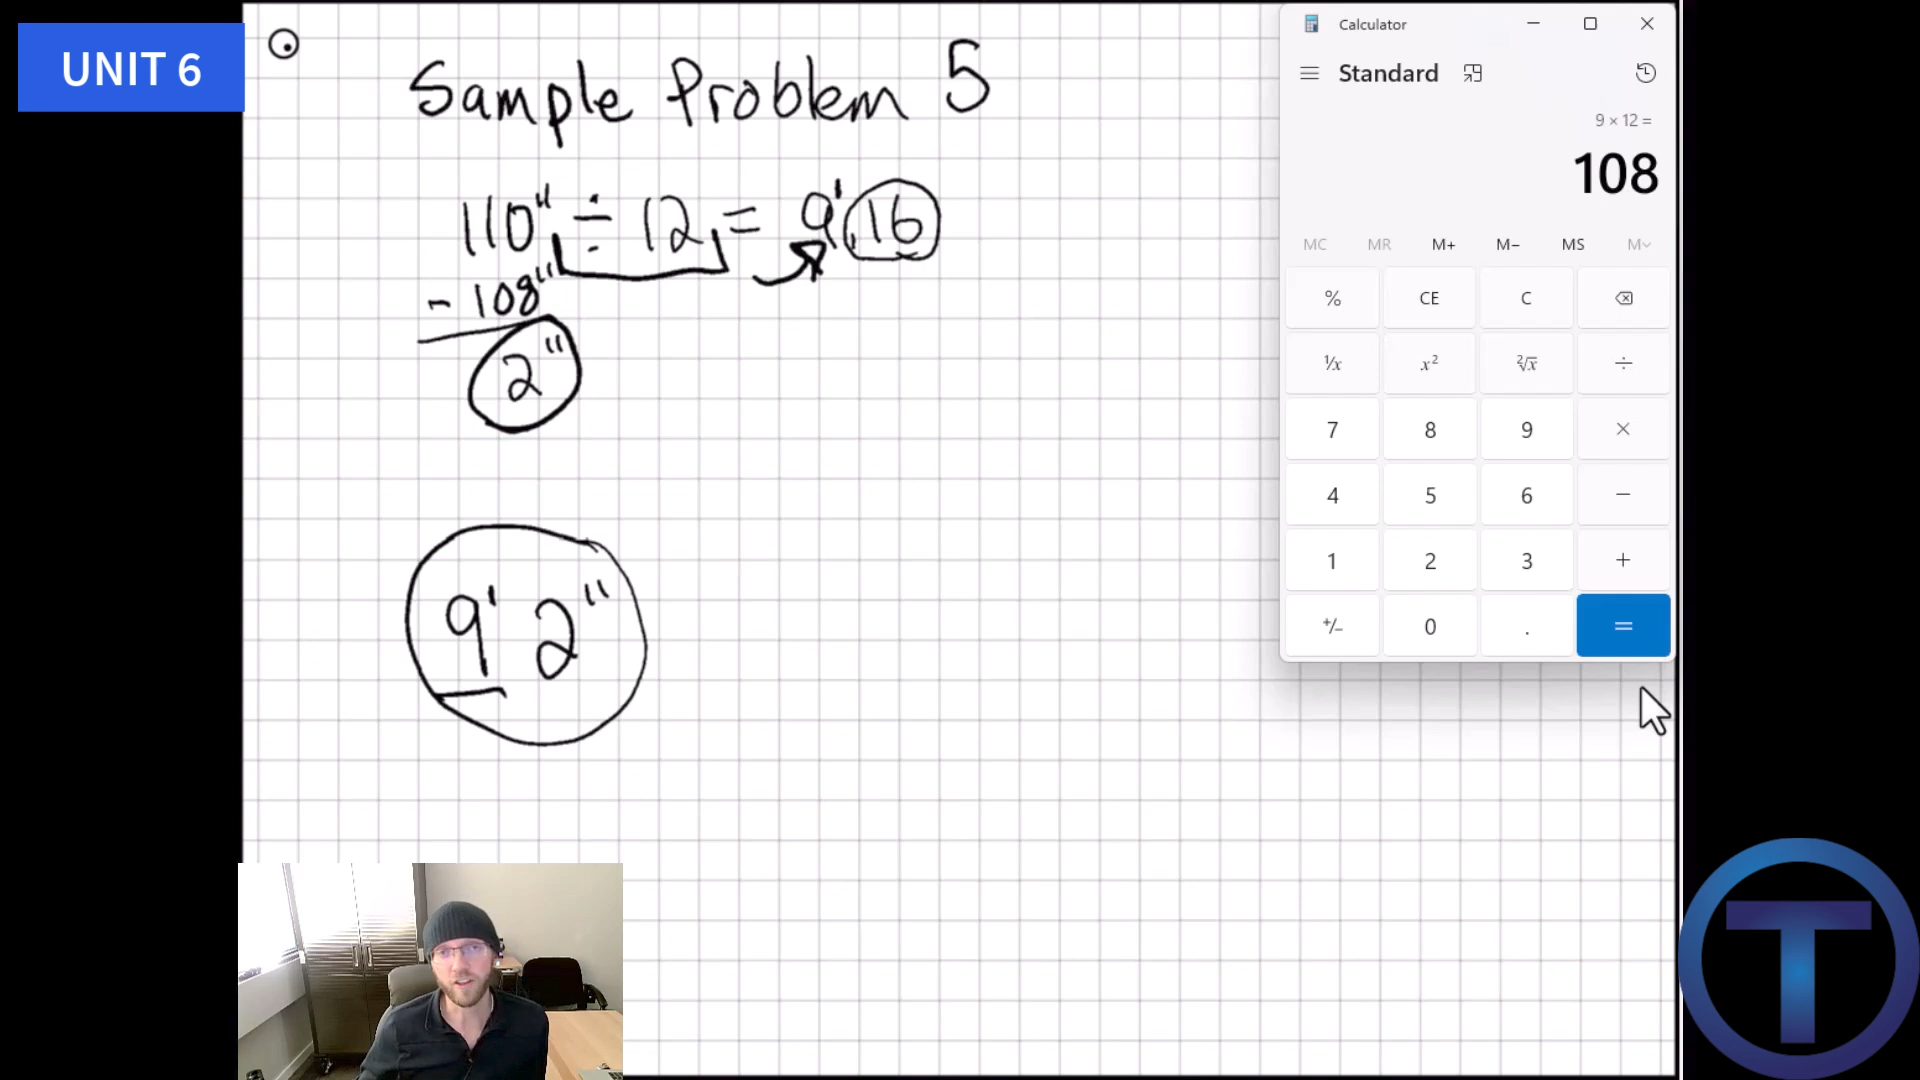 UNIT 6
Sample Problem 5
110" ÷ 12 = 9'.16
- 108"
2"
9' 2"
Calculator
Standard
9 × 12 =
108
MC MR M+ M− MS M˅
% CE C
¹/x x² ²√x ÷
7 8 9 ×
4 5 6 −
1 2 3 +
+/− 0 . =
T